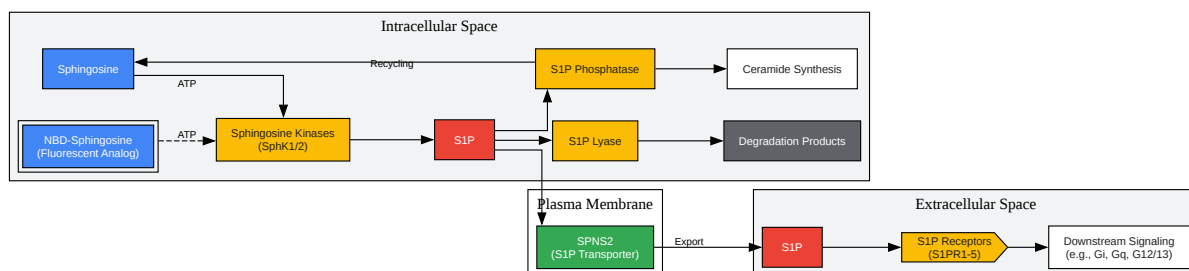 Intracellular Space
Sphingosine
Recycling
S1P Phosphatase
Ceramide Synthesis
ATP
NBD-Sphingosine
(Fluorescent Analog)
ATP
Sphingosine Kinases
(SphK1/2)
S1P
S1P Lyase
Degradation Products
Plasma Membrane
SPNS2
(S1P Transporter)
Export
Extracellular Space
S1P
S1P Receptors
(S1PR1-5)
Downstream Signaling
(e.g., Gi, Gq, G12/13)